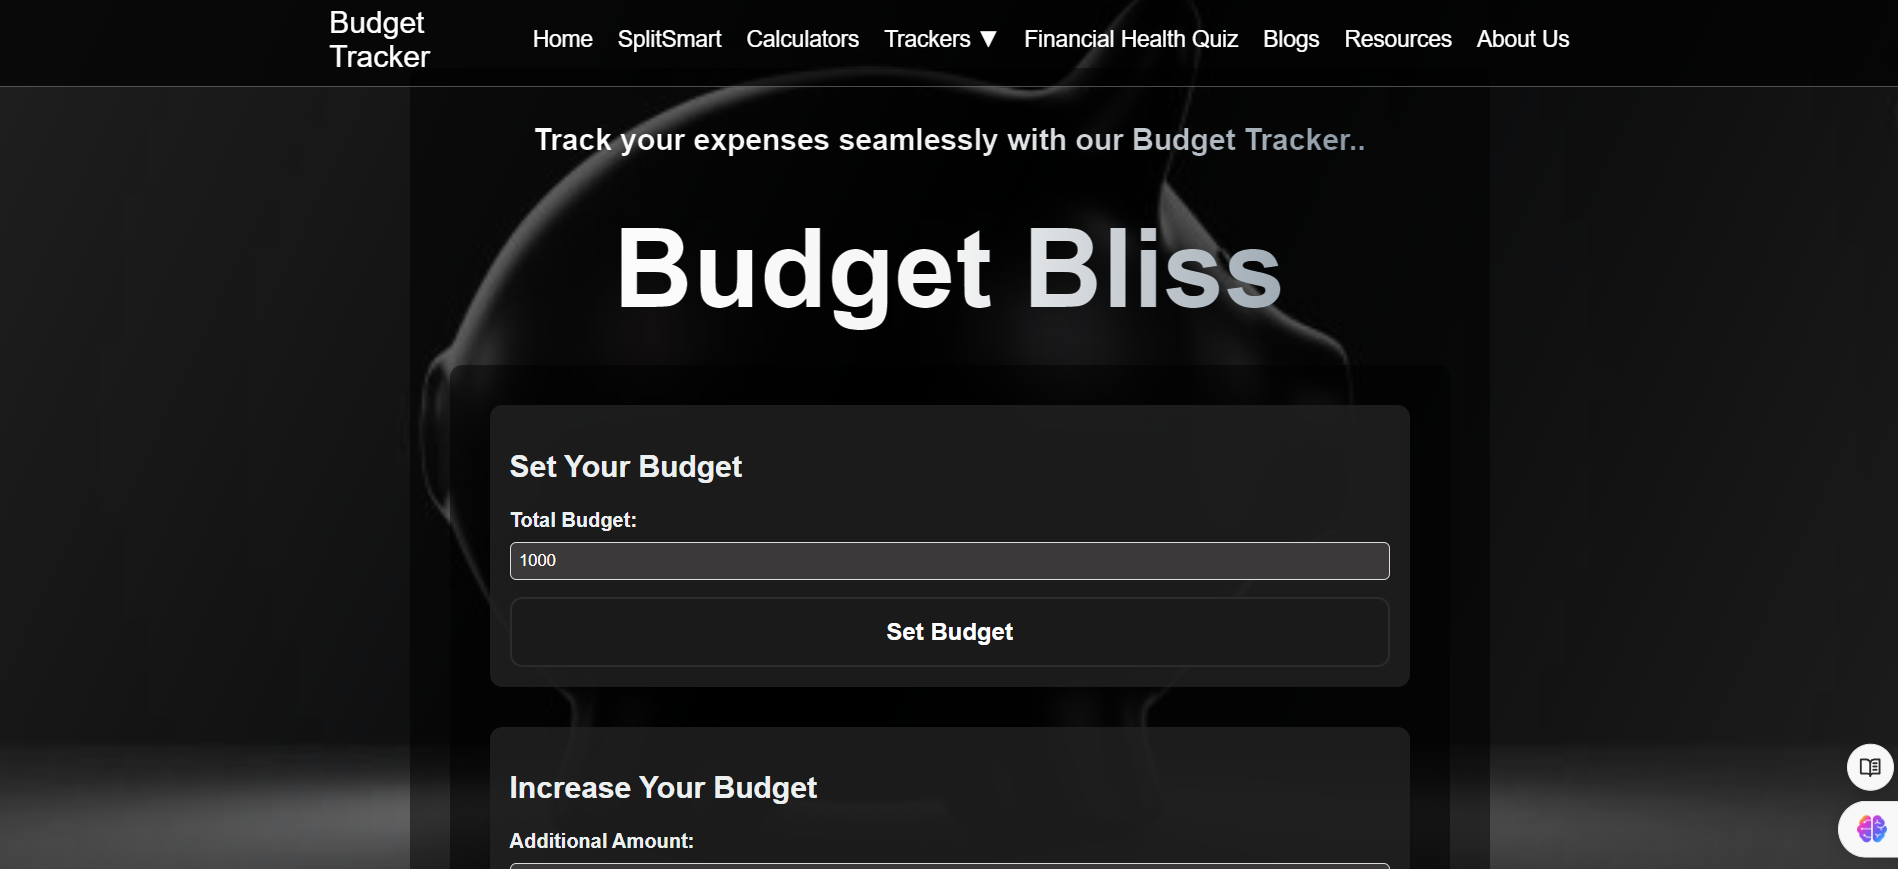 Budget
Tracker
Home SplitSmart Calculators Trackers ▼ Financial Health Quiz Blogs Resources About Us
Track your expenses seamlessly with our Budget Tracker..
Budget Bliss
Set Your Budget
Total Budget:
1000
Set Budget
Increase Your Budget
Additional Amount: